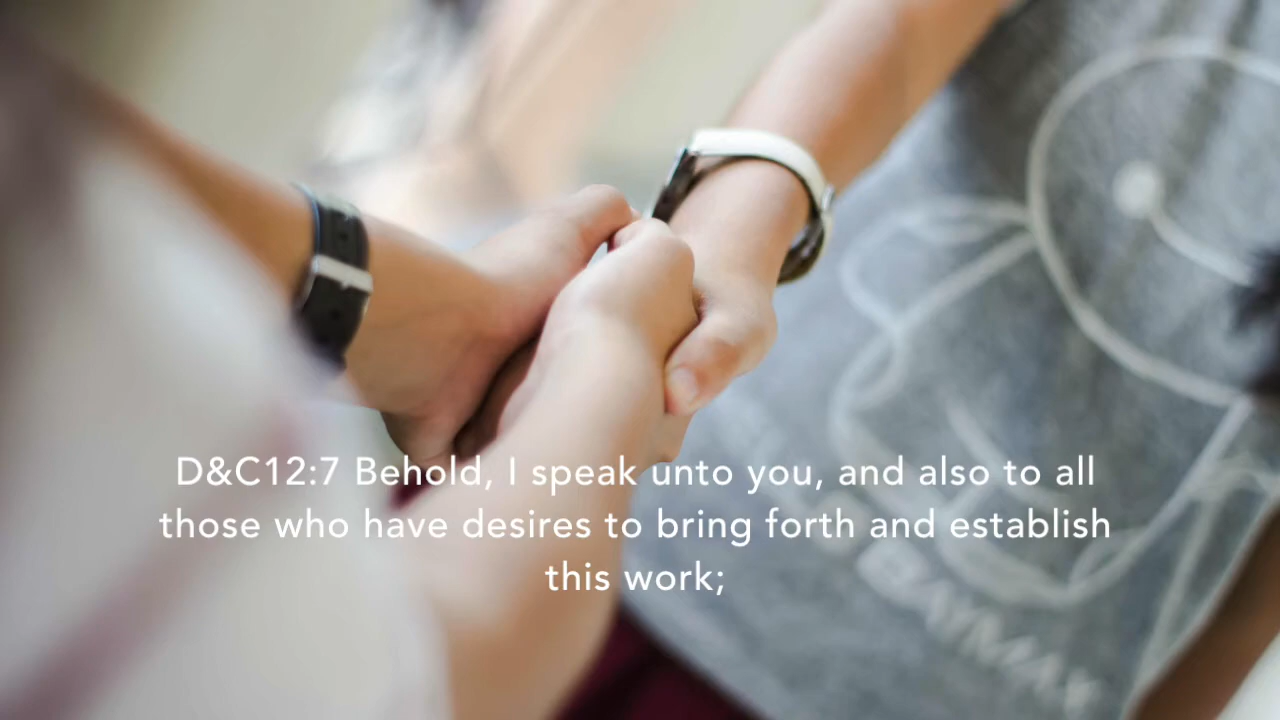 D&C12:7 Behold, I speak unto you, and also to all
those who have desires to bring forth and establish
this work;
BAYMAX